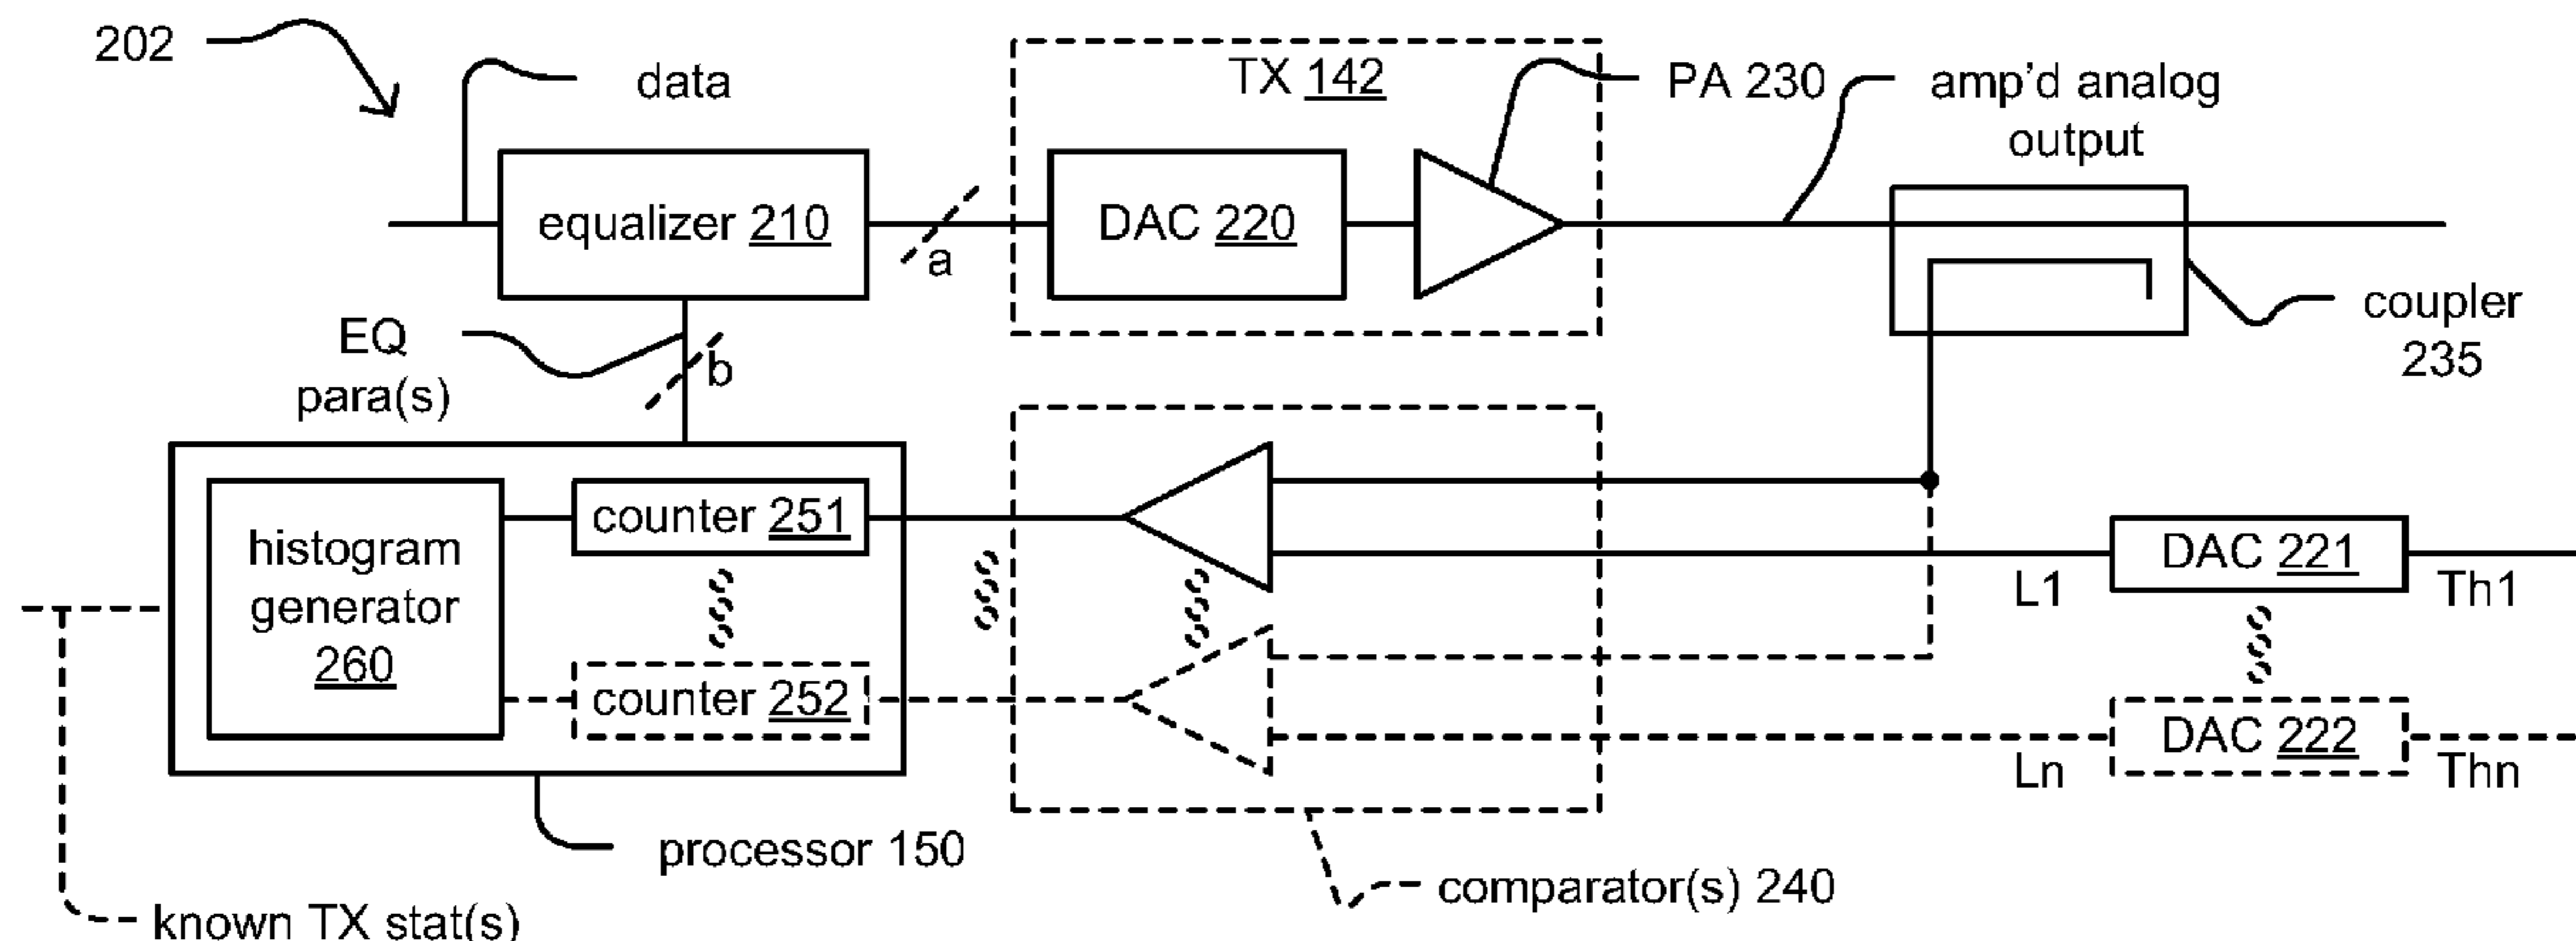 202
data
TX 142
PA 230
amp'd analog
output
equalizer 210
a
DAC 220
coupler
235
EQ
para(s)
b
histogram
generator
260
counter 251
counter 252
L1
DAC 221
Th1
Ln
DAC 222
Thn
processor 150
comparator(s) 240
known TX stat(s)